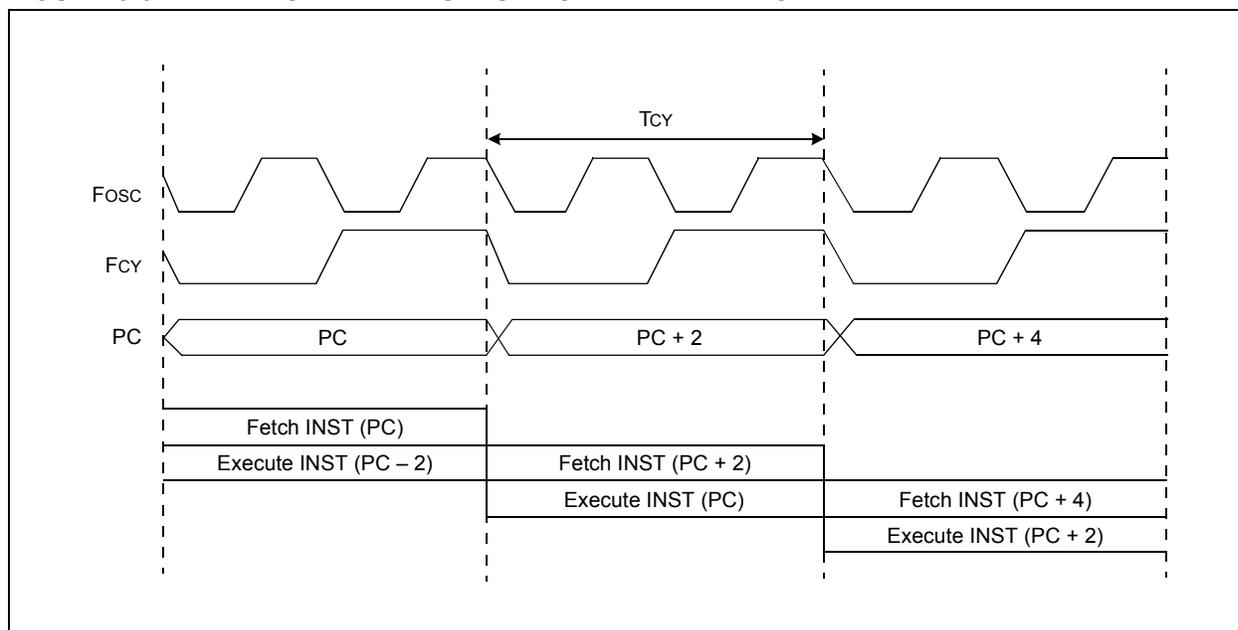 TCY
FOSC
FCY
PC PC PC + 2 PC + 4
Fetch INST (PC)
Execute INST (PC – 2) Fetch INST (PC + 2)
Execute INST (PC) Fetch INST (PC + 4)
Execute INST (PC + 2)